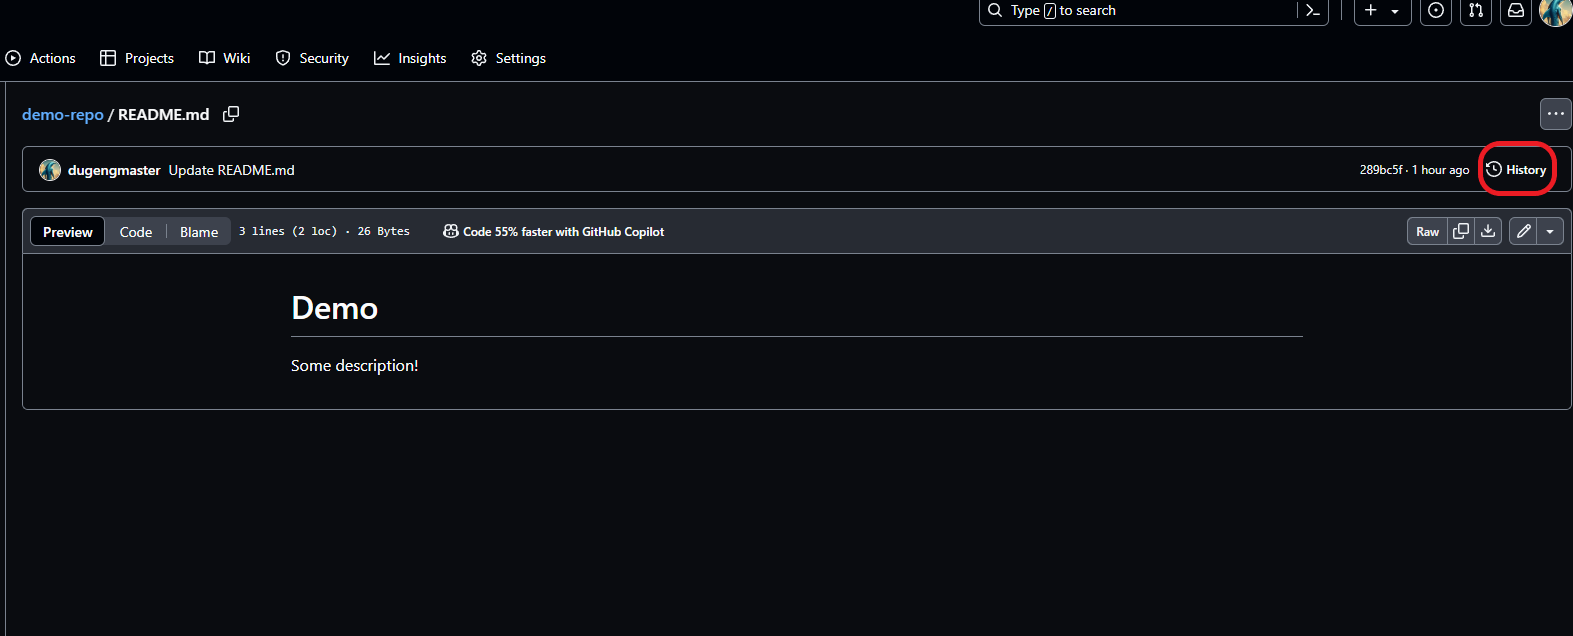 Type / to search
Actions Projects Wiki Security Insights Settings
demo-repo / README.md
dugengmaster Update README.md 289bc5f · 1 hour ago History
Preview Code Blame 3 lines (2 loc) · 26 Bytes Code 55% faster with GitHub Copilot Raw
Demo
Some description!